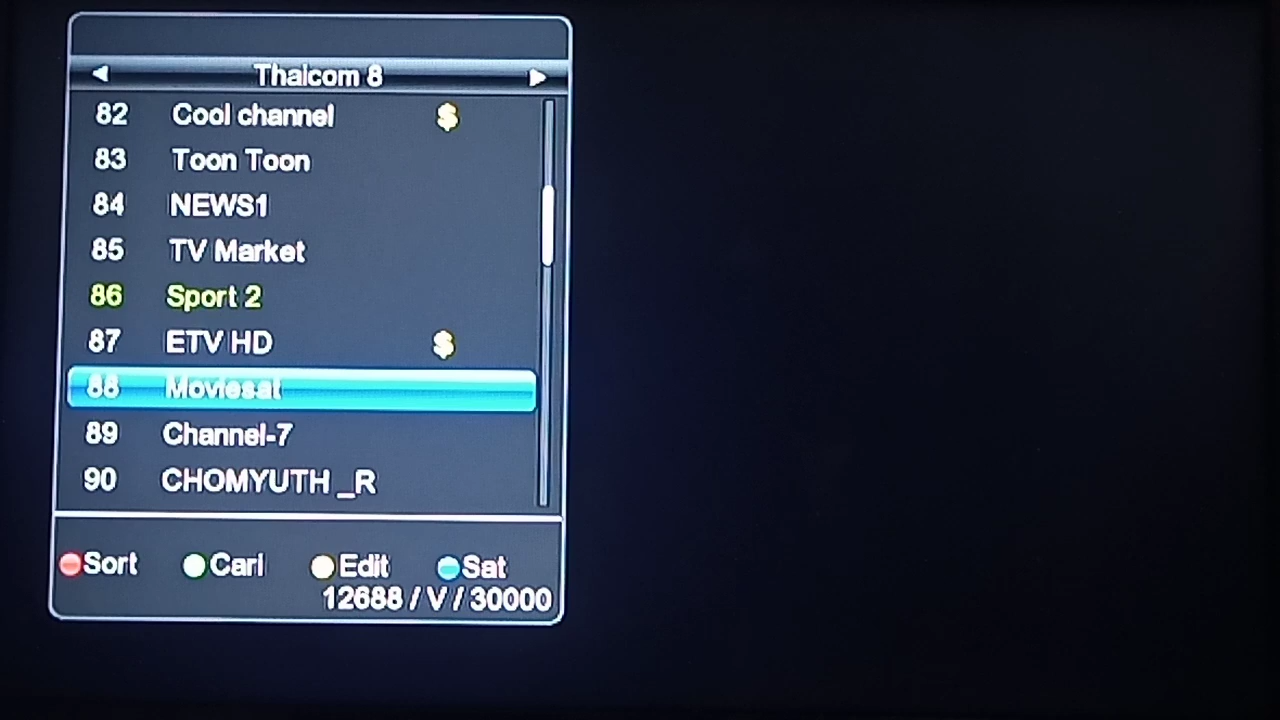 Thaicom 8
82 Cool channel $
83 Toon Toon
84 NEWS1
85 TV Market
86 Sport 2
87 ETV HD $
88 Moviesat
89 Channel-7
90 CHOMYUTH _R
Sort Cari Edit Sat
12688 / V / 30000